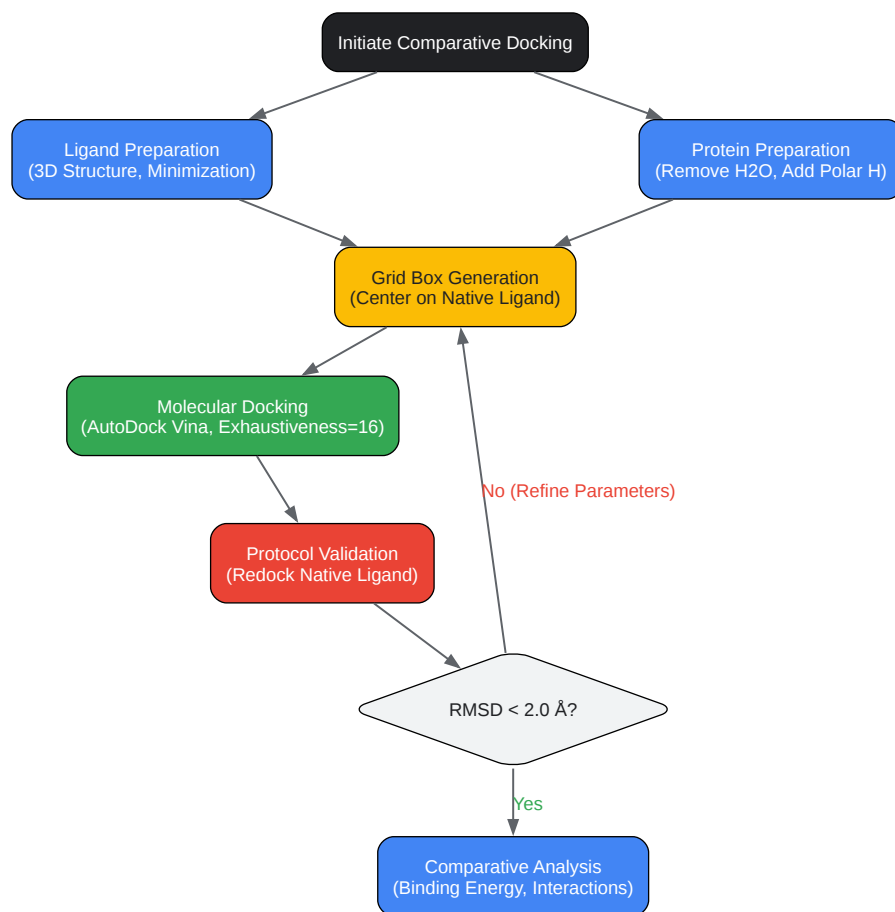 Initiate Comparative Docking
Ligand Preparation
(3D Structure, Minimization)
Protein Preparation
(Remove H2O, Add Polar H)
Grid Box Generation
(Center on Native Ligand)
Molecular Docking
(AutoDock Vina, Exhaustiveness=16)
No (Refine Parameters)
Protocol Validation
(Redock Native Ligand)
RMSD < 2.0 Å?
Yes
Comparative Analysis
(Binding Energy, Interactions)